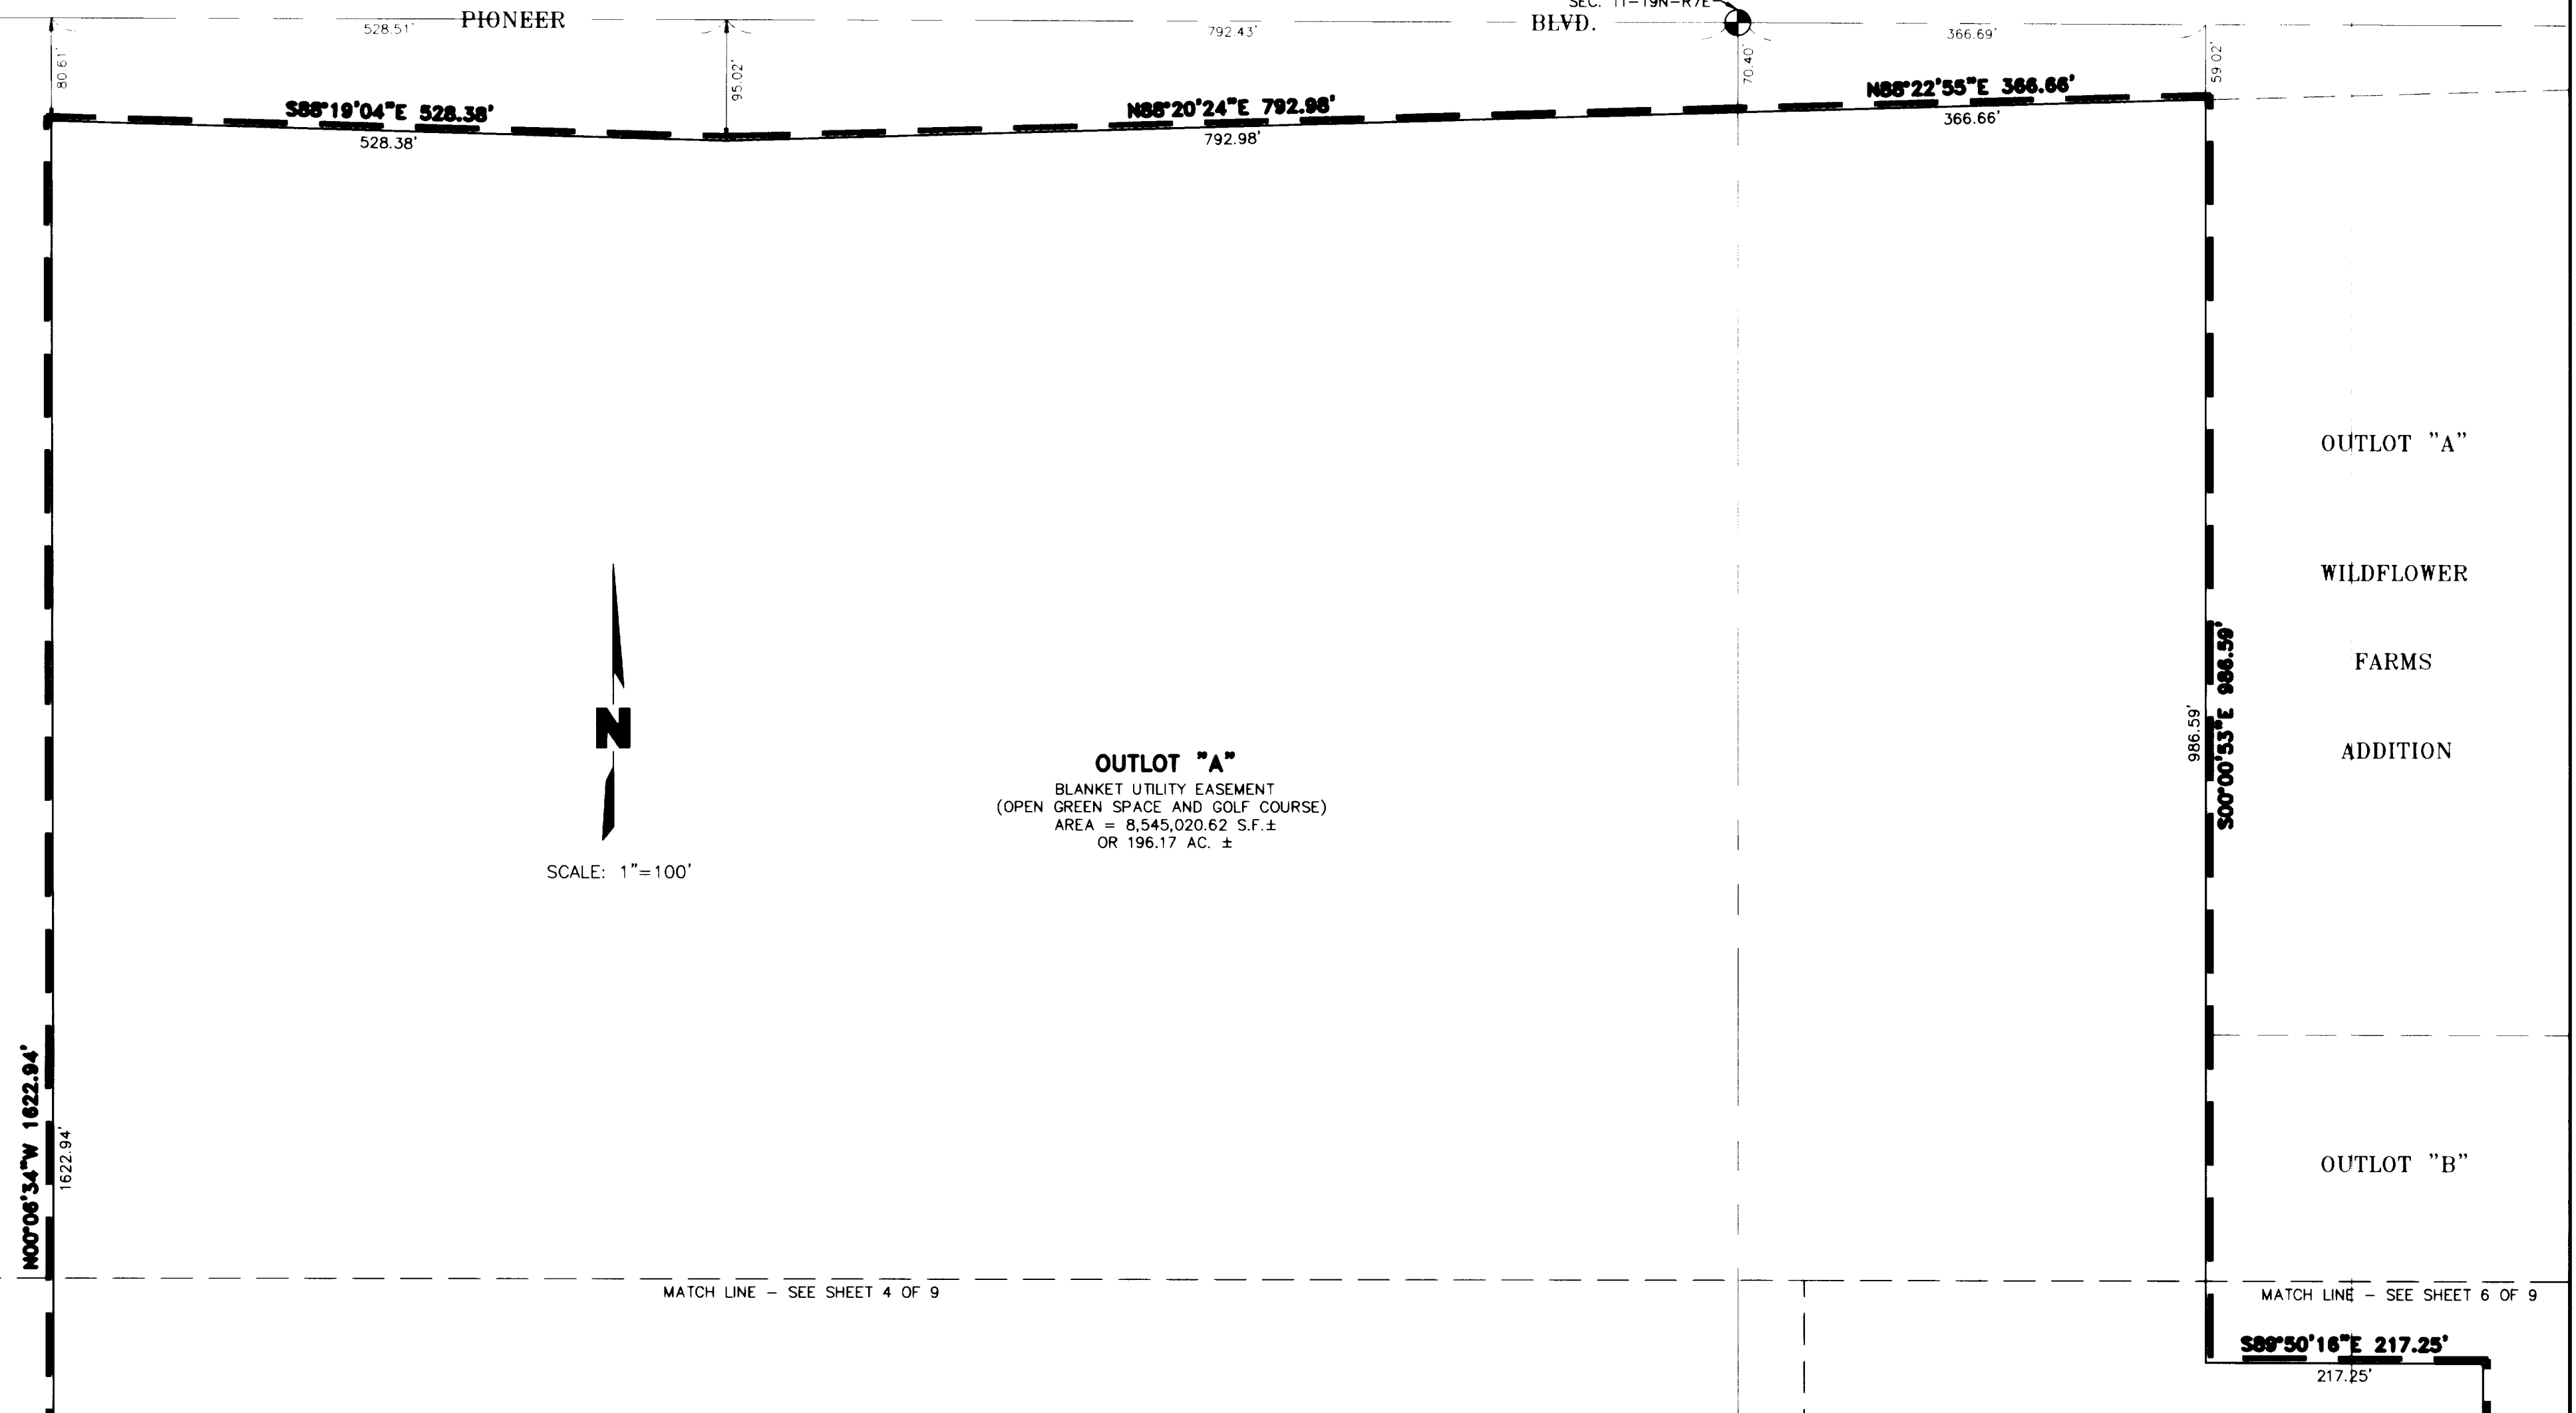 SEC. 11-19N-R7E
PIONEER
BLVD.
528.51'
792.43'
366.69'
80.61'
95.02'
70.40'
59.02'
S88°19'04"E 528.38'
N88°20'24"E 792.98'
N88°22'55"E 366.66'
528.38'
792.98'
366.66'
OUTLOT "A"
WILDFLOWER
FARMS
ADDITION
S00°00'53"E 986.59'
986.59'
N
SCALE: 1"=100'
OUTLOT "A"
BLANKET UTILITY EASEMENT
(OPEN GREEN SPACE AND GOLF COURSE)
AREA = 8,545,020.62 S.F.±
OR 196.17 AC. ±
N00°06'34"W 1622.94'
1622.94'
OUTLOT "B"
MATCH LINE - SEE SHEET 4 OF 9
MATCH LINE - SEE SHEET 6 OF 9
S89°50'16"E 217.25'
217.25'